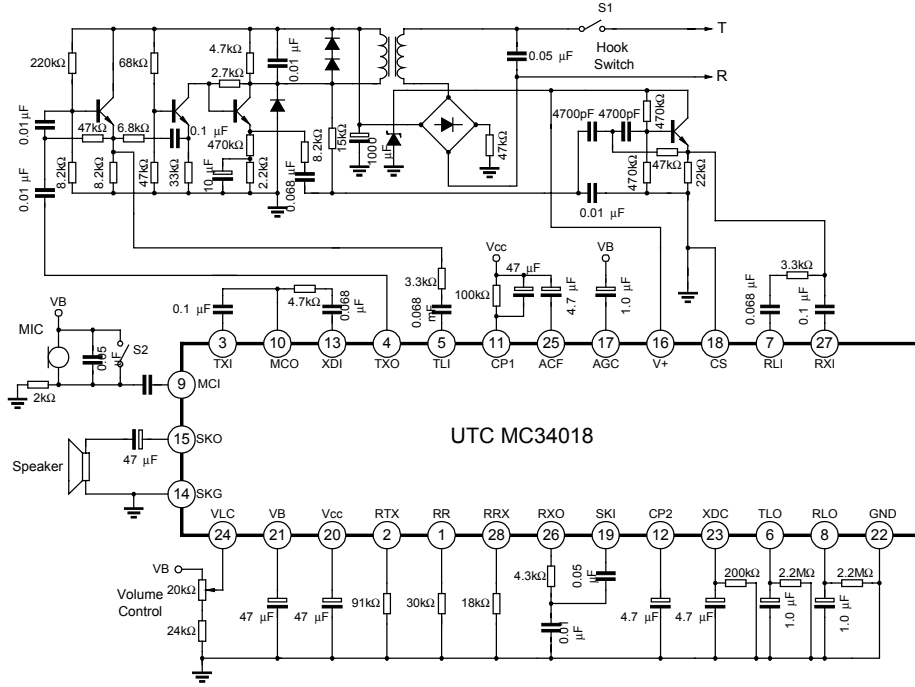 S1
T
Hook
Switch
R
220kΩ
68kΩ
4.7kΩ
2.7kΩ
0.01 μF
0.05 μF
0.01 μF
47kΩ
6.8kΩ
0.1 μF
470kΩ
8.2kΩ
8.2kΩ
47kΩ
33kΩ
10 μF
2.2kΩ
0.068 μF
8.2kΩ
15kΩ
1000 μF
47kΩ
4700pF
4700pF
470kΩ
47kΩ
470kΩ
22kΩ
0.01 μF
0.01 μF
VB
MIC
0.05 μF
S2
2kΩ
0.1 μF
4.7kΩ
0.068 μF
3.3kΩ
0.068 mF
Vcc
100kΩ
47 μF
4.7 μF
VB
1.0 μF
0.068 μF
3.3kΩ
0.1 μF
3
10
13
4
5
11
25
17
16
18
7
27
TXI
MCO
XDI
TXO
TLI
CP1
ACF
AGC
V+
CS
RLI
RXI
9
MCI
15
SKO
47 μF
Speaker
14
SKG
UTC MC34018
VLC
VB
Vcc
RTX
RR
RRX
RXO
SKI
CP2
XDC
TLO
RLO
GND
24
21
20
2
1
28
26
19
12
23
6
8
22
VB
20kΩ
Volume
Control
24kΩ
47 μF
47 μF
91kΩ
30kΩ
18kΩ
4.3kΩ
0.05 μF
0.01 μF
4.7 μF
4.7 μF
200kΩ
2.2MΩ
1.0 μF
2.2MΩ
1.0 μF